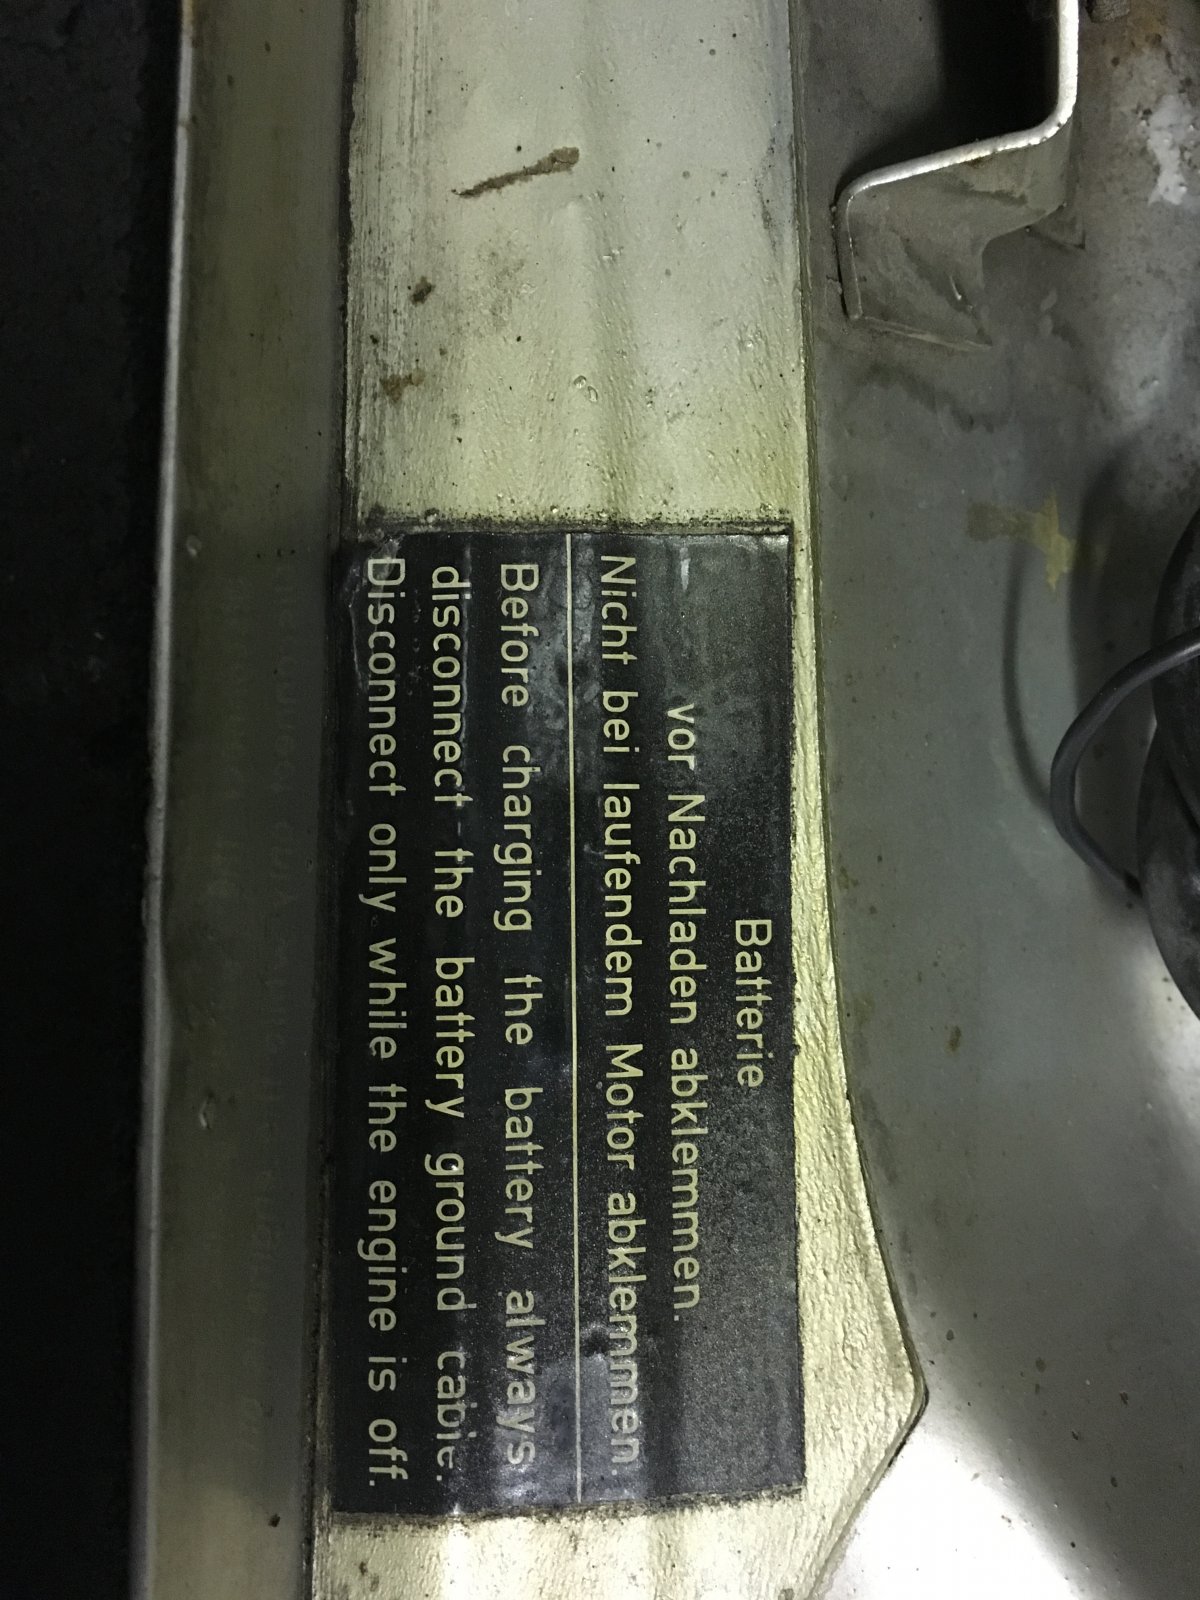 Batterie
vor Nachladen abklemmen.
Nicht bei laufendem Motor abklemmen.
Before charging the battery always
disconnect the battery ground cable.
Disconnect only while the engine is off.